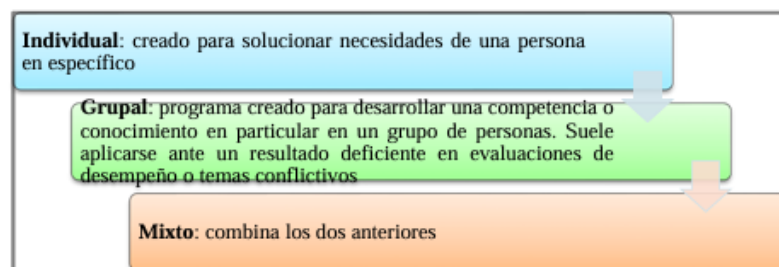 Individual: creado para solucionar necesidades de una persona
en específico
Grupal: programa creado para desarrollar una competencia o
conocimiento en particular en un grupo de personas. Suele
aplicarse ante un resultado deficiente en evaluaciones de
desempeño o temas conflictivos
Mixto: combina los dos anteriores